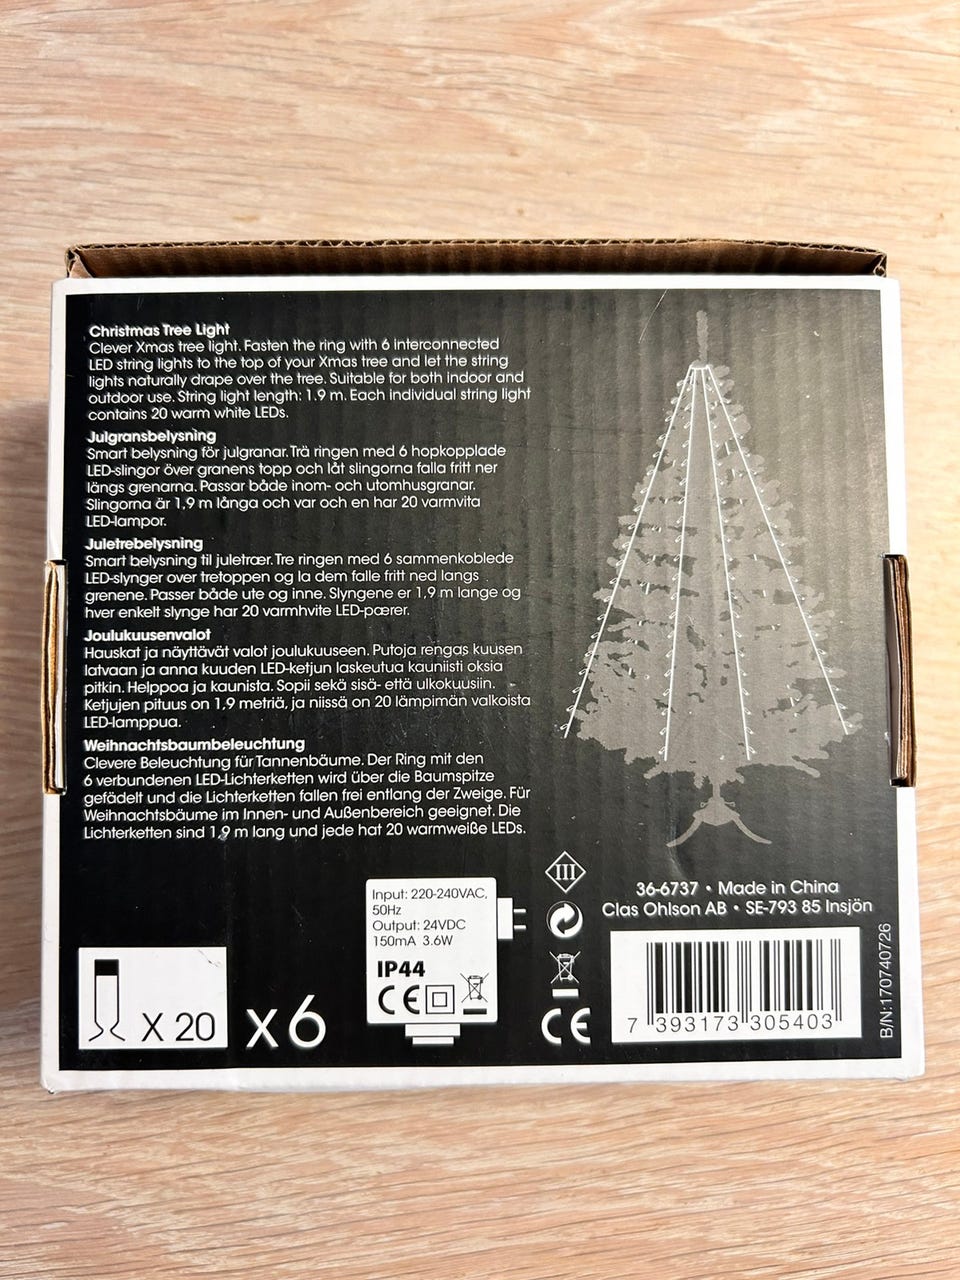 Christmas Tree Light
Clever Xmas tree light. Fasten the ring with 6 interconnected
LED string lights to the top of your Xmas tree and let the string
lights naturally drape over the tree. Suitable for both indoor and
outdoor use. String light length: 1.9 m. Each individual string light
contains 20 warm white LEDs.
Julgransbelysning
Smart belysning för julgranar. Trä ringen med 6 hopkopplade
LED-slingor över granens topp och låt slingorna falla fritt ner
längs grenarna. Passar både inom- och utomhusgranar.
Slingorna är 1,9 m långa och var och en har 20 varmvita
LED-lampor.
Juletrebelysning
Smart belysning til juletrær. Tre ringen med 6 sammenkoblede
LED-slynger over tretoppen og la dem falle fritt ned langs
grenene. Passer både ute og inne. Slyngene er 1,9 m lange og
hver enkelt slynge har 20 varmhvite LED-pærer.
Joulukuusenvalot
Hauskat ja näyttävät valot joulukuuseen. Putoja rengas kuusen
latvaan ja anna kuuden LED-ketjun laskeutua kauniisti oksia
pitkin. Helppoa ja kaunista. Sopii sekä sisä- että ulkokuusiin.
Ketjujen pituus on 1,9 metriä, ja niissä on 20 lämpimän valkoista
LED-lamppua.
Weihnachtsbaumbeleuchtung
Clevere Beleuchtung für Tannenbäume. Der Ring mit den
6 verbundenen LED-Lichterketten wird über die Baumspitze
gefädelt und die Lichterketten fallen frei entlang der Zweige. Für
Weihnachtsbäume im Innen- und Außenbereich geeignet. Die
Lichterketten sind 1,9 m lang und jede hat 20 warmweiße LEDs.
X 20
x6
Input: 220-240VAC,
50Hz
Output: 24VDC
150mA 3.6W
IP44
CE
III
CE
36-6737 • Made in China
Clas Ohlson AB • SE-793 85 Insjön
7 393173 305403
B/N:170740726